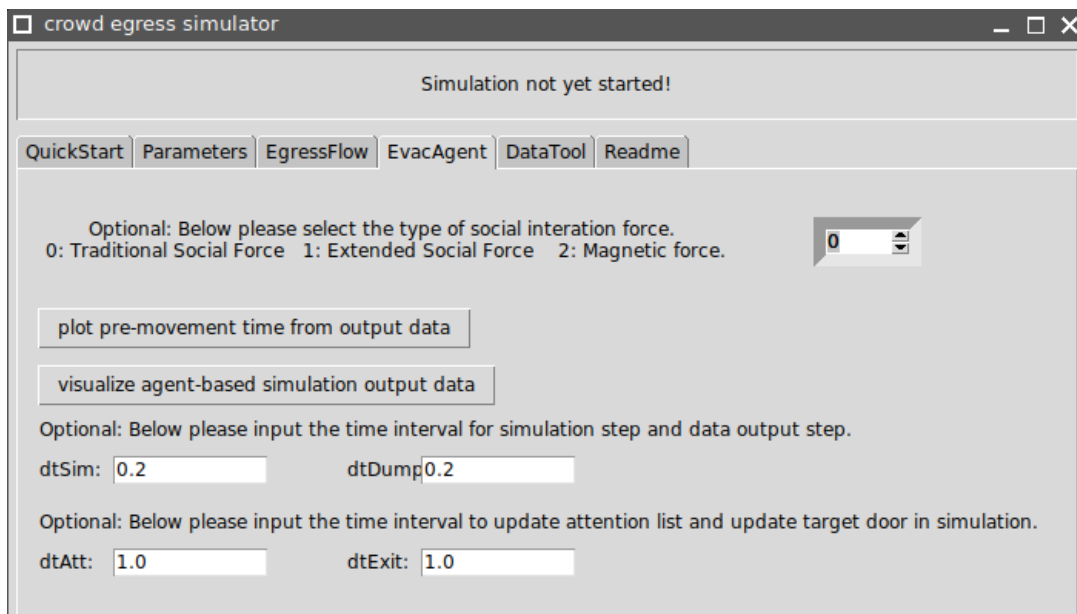 crowd egress simulator
Simulation not yet started!
QuickStart Parameters EgressFlow EvacAgent DataTool Readme
Optional: Below please select the type of social interation force.
0: Traditional Social Force 1: Extended Social Force 2: Magnetic force.
0
plot pre-movement time from output data
visualize agent-based simulation output data
Optional: Below please input the time interval for simulation step and data output step.
dtSim: 0.2 dtDump 0.2
Optional: Below please input the time interval to update attention list and update target door in simulation.
dtAtt: 1.0 dtExit: 1.0